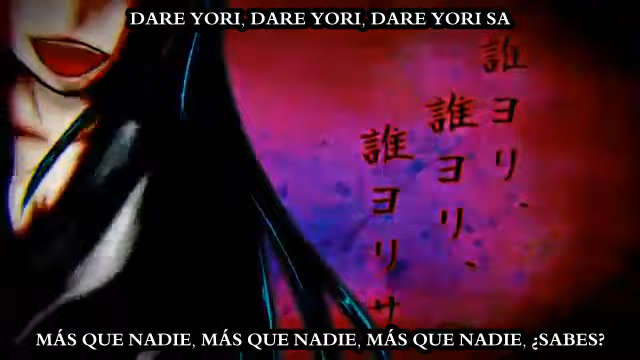 DARE YORI, DARE YORI, DARE YORI SA
誰ヨリ、
誰ヨリ、
誰ヨリサ
MÁS QUE NADIE, MÁS QUE NADIE, MÁS QUE NADIE, ¿SABES?